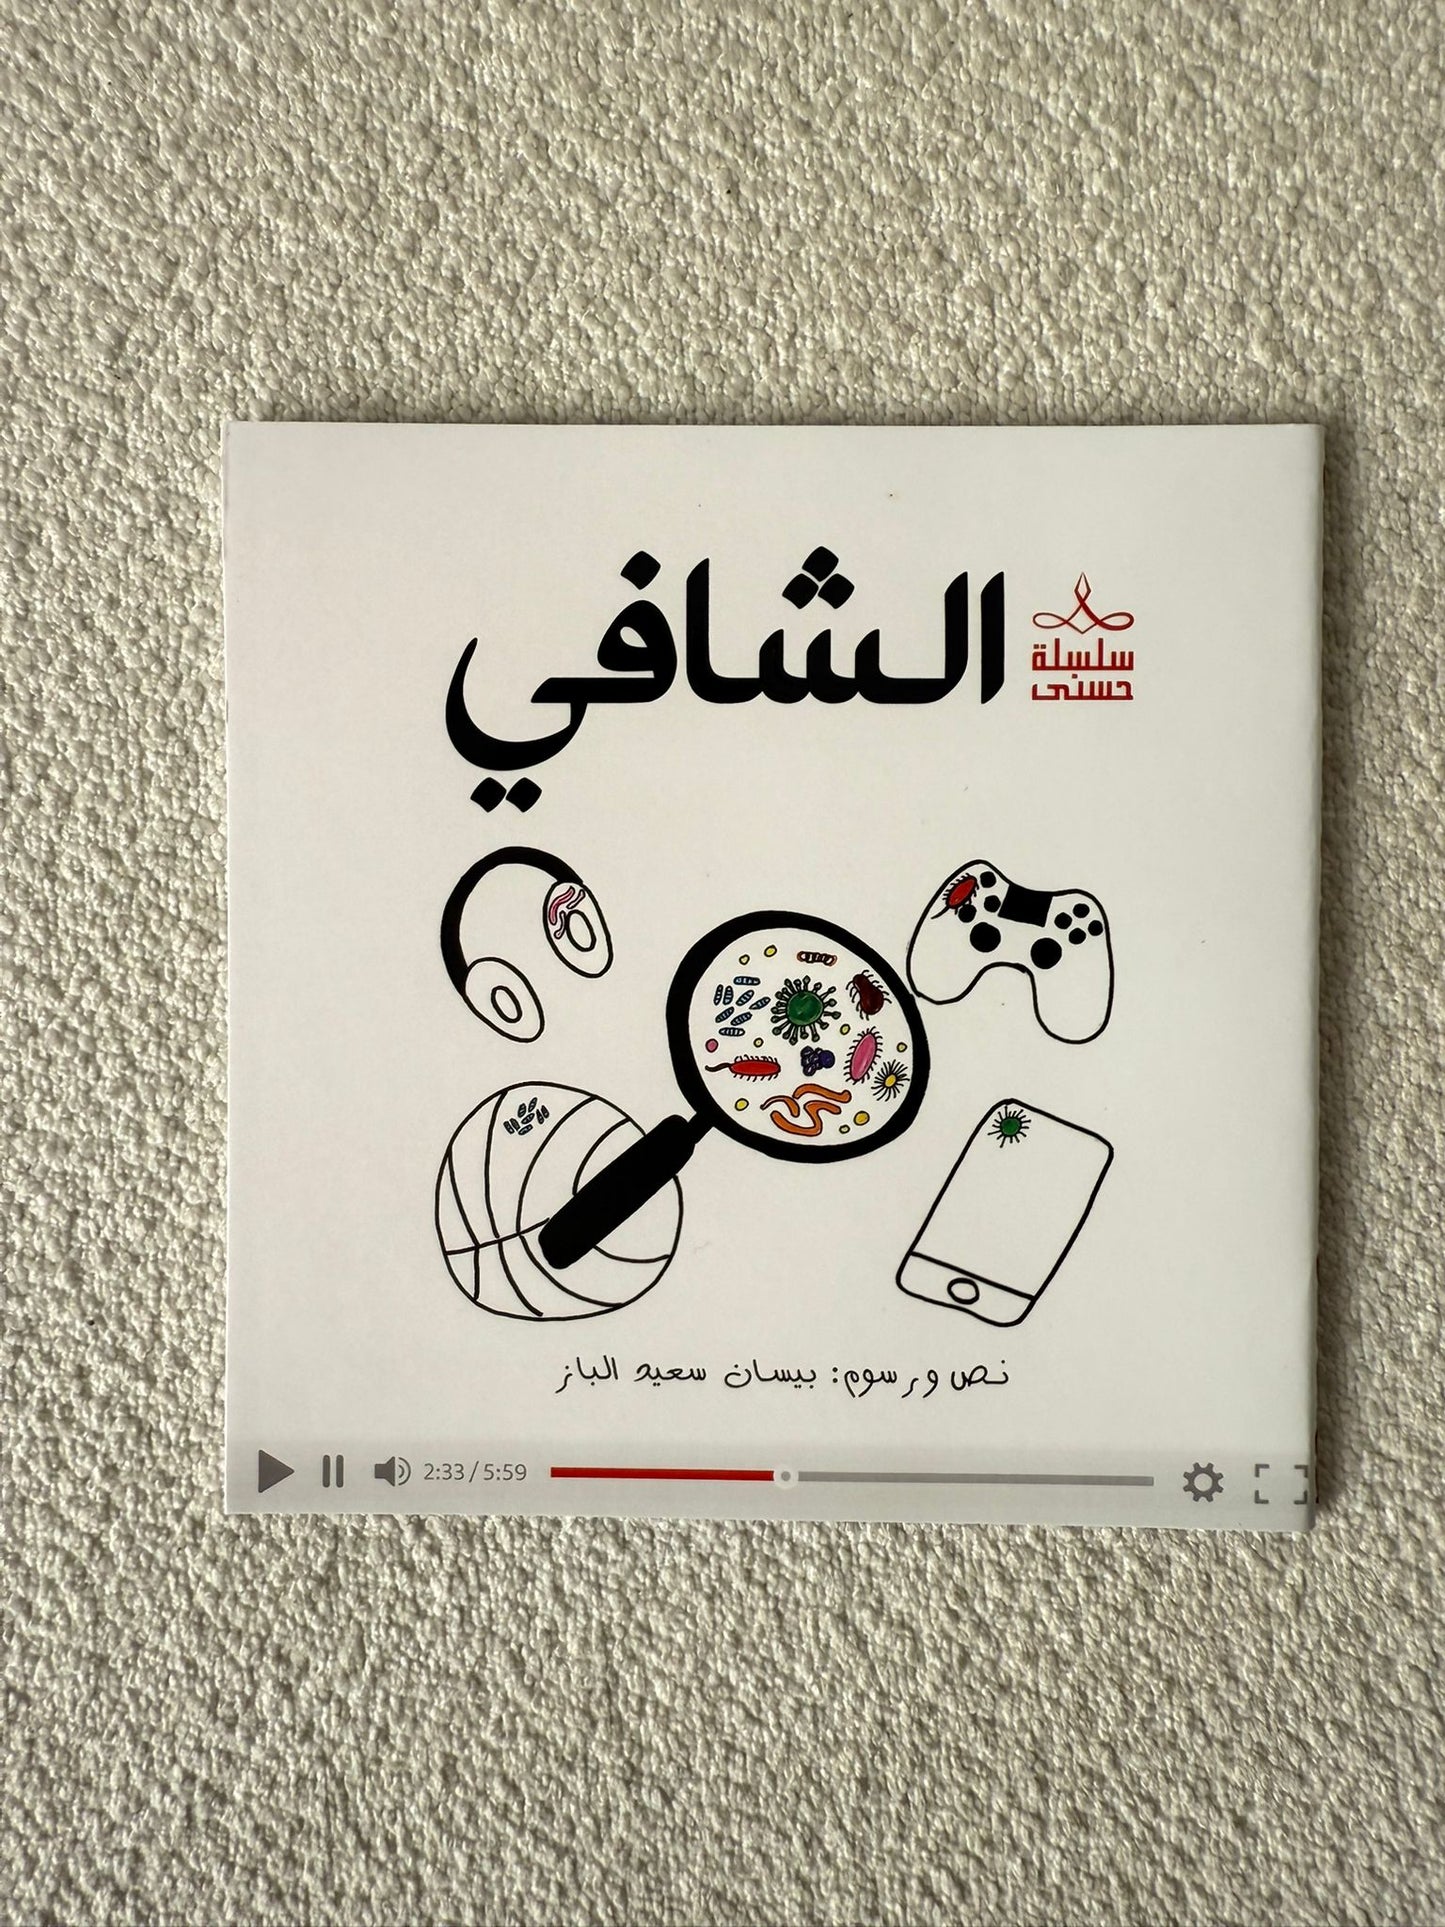 الشافي
سلسلة
حسنى
نص ورسوم: بيسان سعيد الباز
2:33 / 5:59